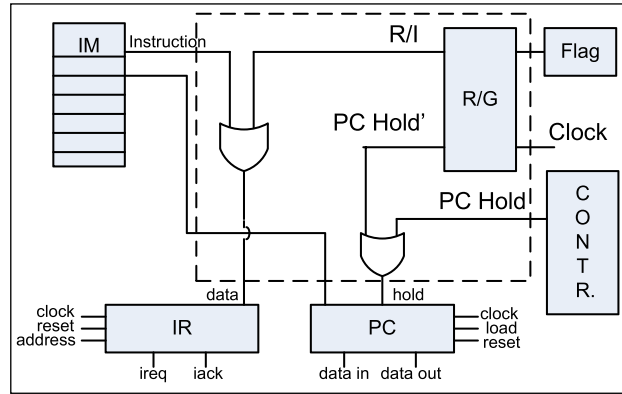 IM
Instruction
R/I
Flag
R/G
PC Hold’
Clock
PC Hold
C
O
N
T
R.
data
hold
clock
reset
address
IR
PC
clock
load
reset
ireq
iack
data in
data out